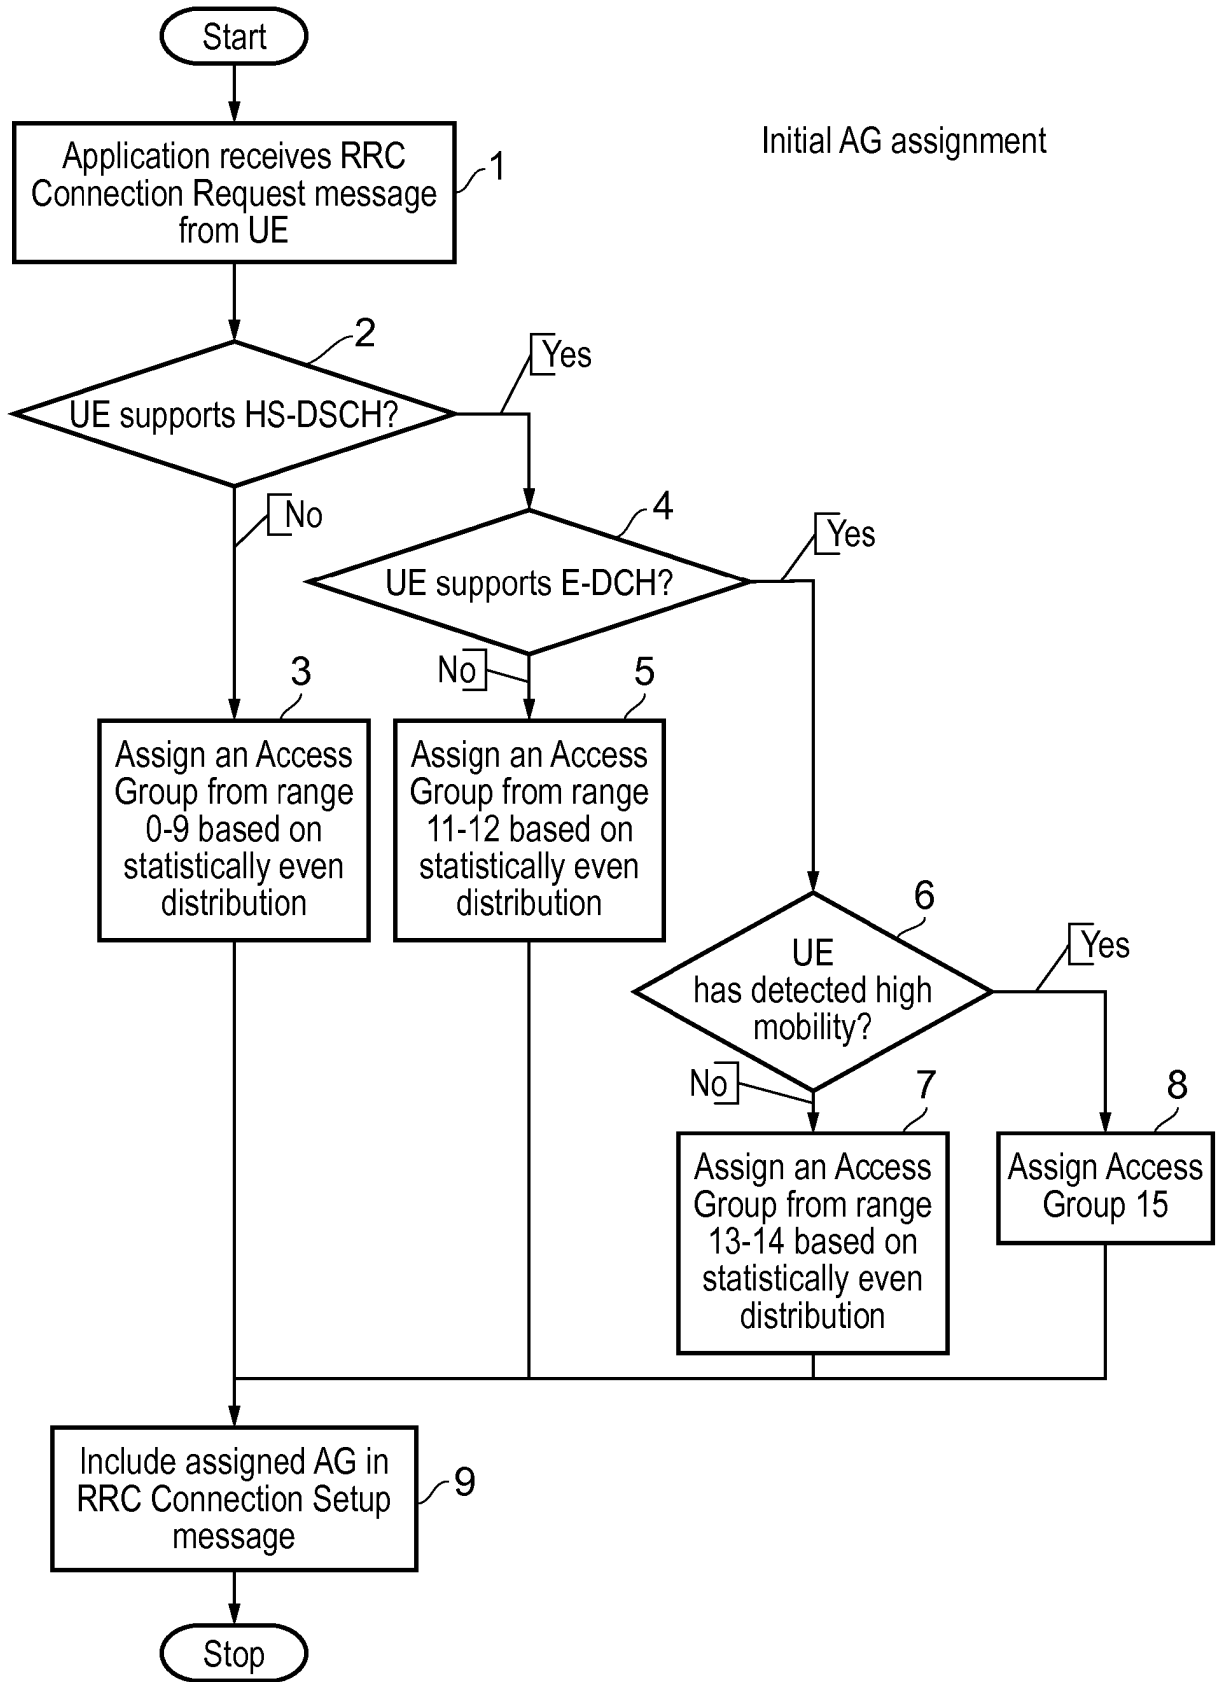 Start
Initial AG assignment
Application receives RRC
Connection Request message
from UE
1
2
UE supports HS-DSCH?
Yes
No
4
UE supports E-DCH?
Yes
No
3
Assign an Access
Group from range
0-9 based on
statistically even
distribution
5
Assign an Access
Group from range
11-12 based on
statistically even
distribution
6
UE
has detected high
mobility?
Yes
No
7
Assign an Access
Group from range
13-14 based on
statistically even
distribution
8
Assign Access
Group 15
Include assigned AG in
RRC Connection Setup
message
9
Stop